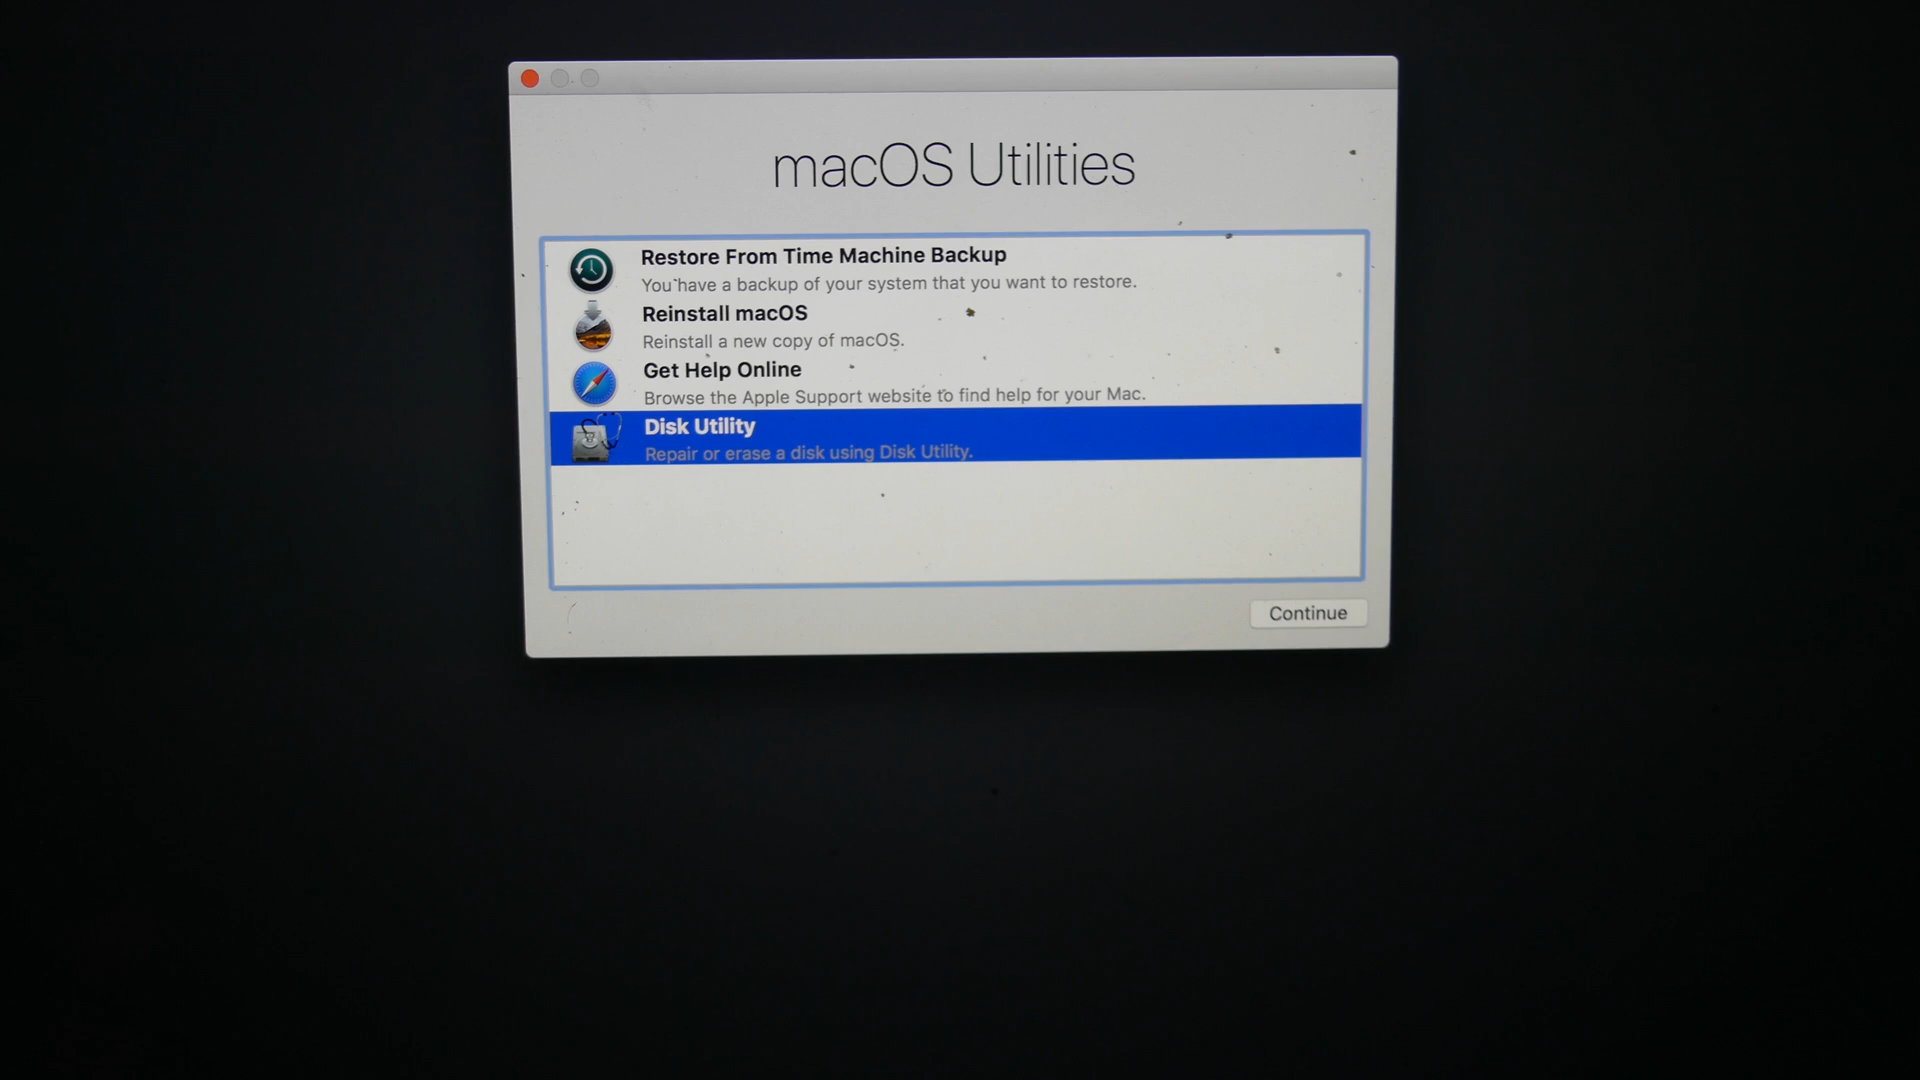 macOS Utilities
Restore From Time Machine Backup
You have a backup of your system that you want to restore.
Reinstall macOS
Reinstall a new copy of macOS.
Get Help Online
Browse the Apple Support website to find help for your Mac.
Disk Utility
Repair or erase a disk using Disk Utility.
Continue